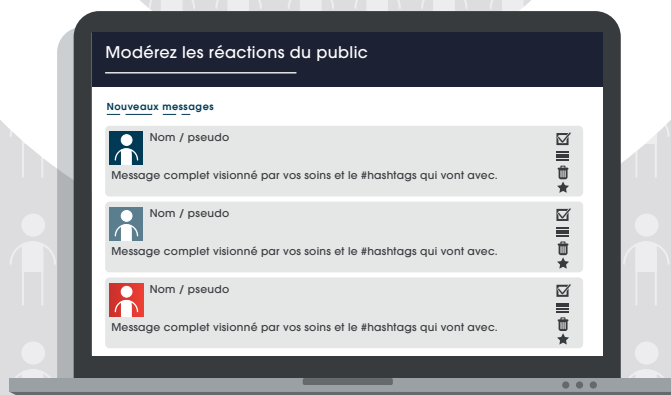 Modérez les réactions du public
Nouveaux messages
Nom / pseudo
Message complet visionné par vos soins et le #hashtags qui vont avec.
Nom / pseudo
Message complet visionné par vos soins et le #hashtags qui vont avec.
Nom / pseudo
Message complet visionné par vos soins et le #hashtags qui vont avec.